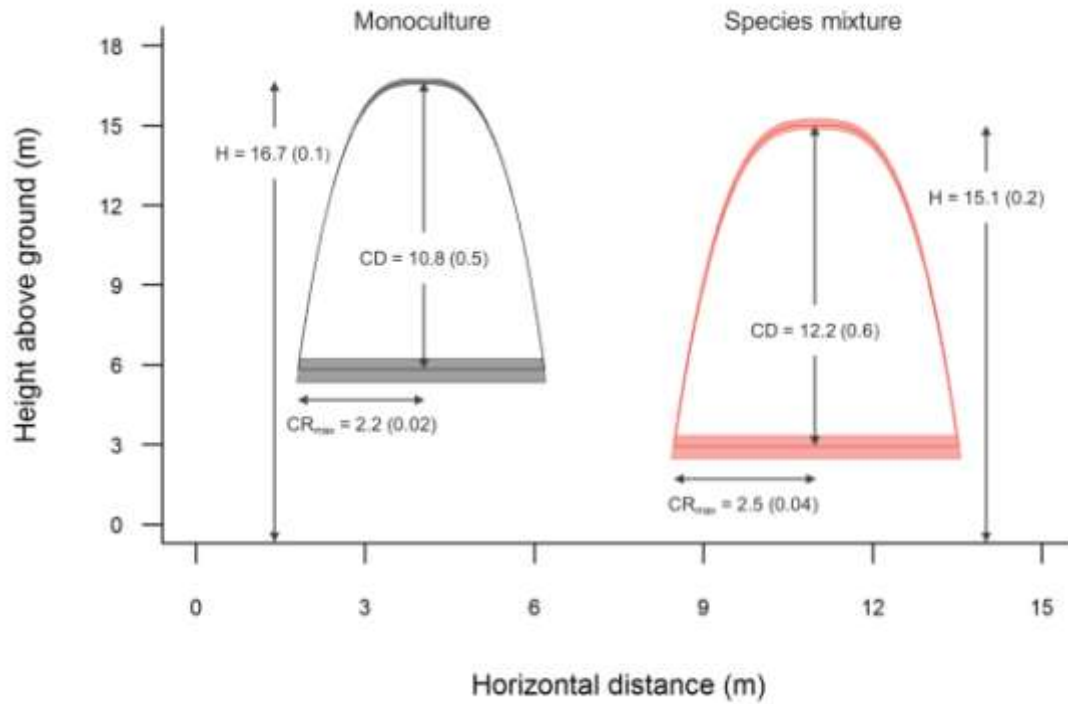 Monoculture Species mixture
18
15
12
9
6
3
0
Height above ground (m)
H = 16.7 (0.1)
CD = 10.8 (0.5)
CRmax = 2.2 (0.02)
H = 15.1 (0.2)
CD = 12.2 (0.6)
CRmax = 2.5 (0.04)
0 3 6 9 12 15
Horizontal distance (m)